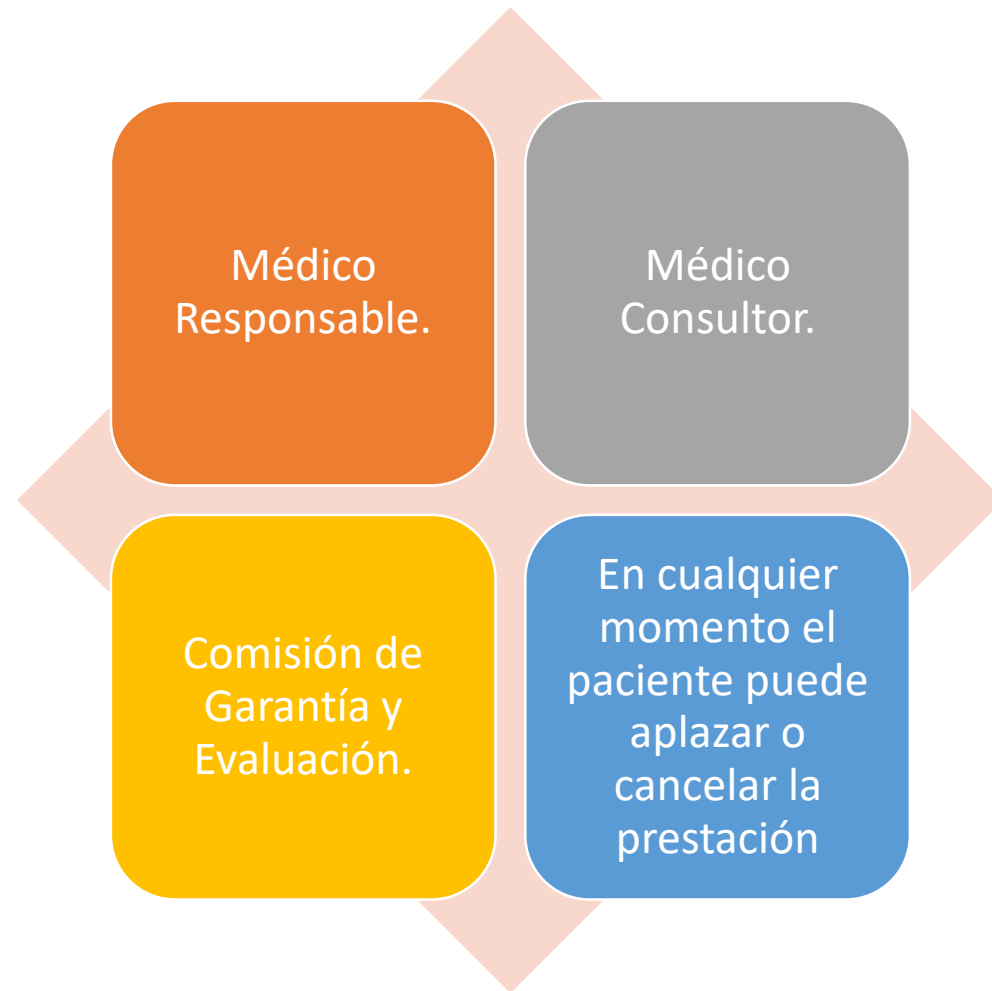 Médico
Responsable.
Médico
Consultor.
Comisión de
Garantía y
Evaluación.
En cualquier
momento el
paciente puede
aplazar o
cancelar la
prestación